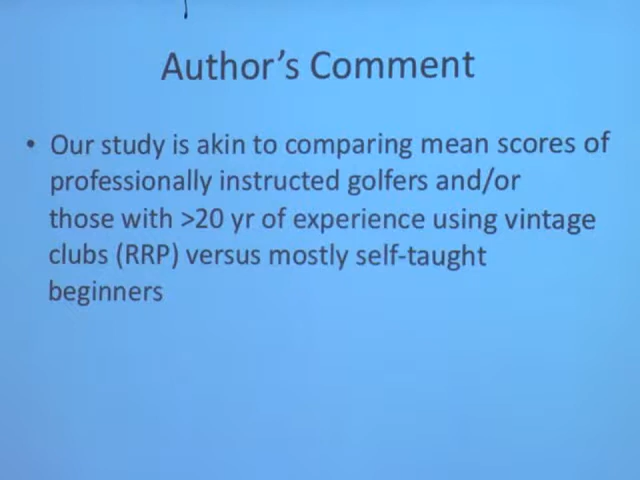 Author's Comment
• Our study is akin to comparing mean scores of
professionally instructed golfers and/or
those with >20 yr of experience using vintage
clubs (RRP) versus mostly self-taught
beginners